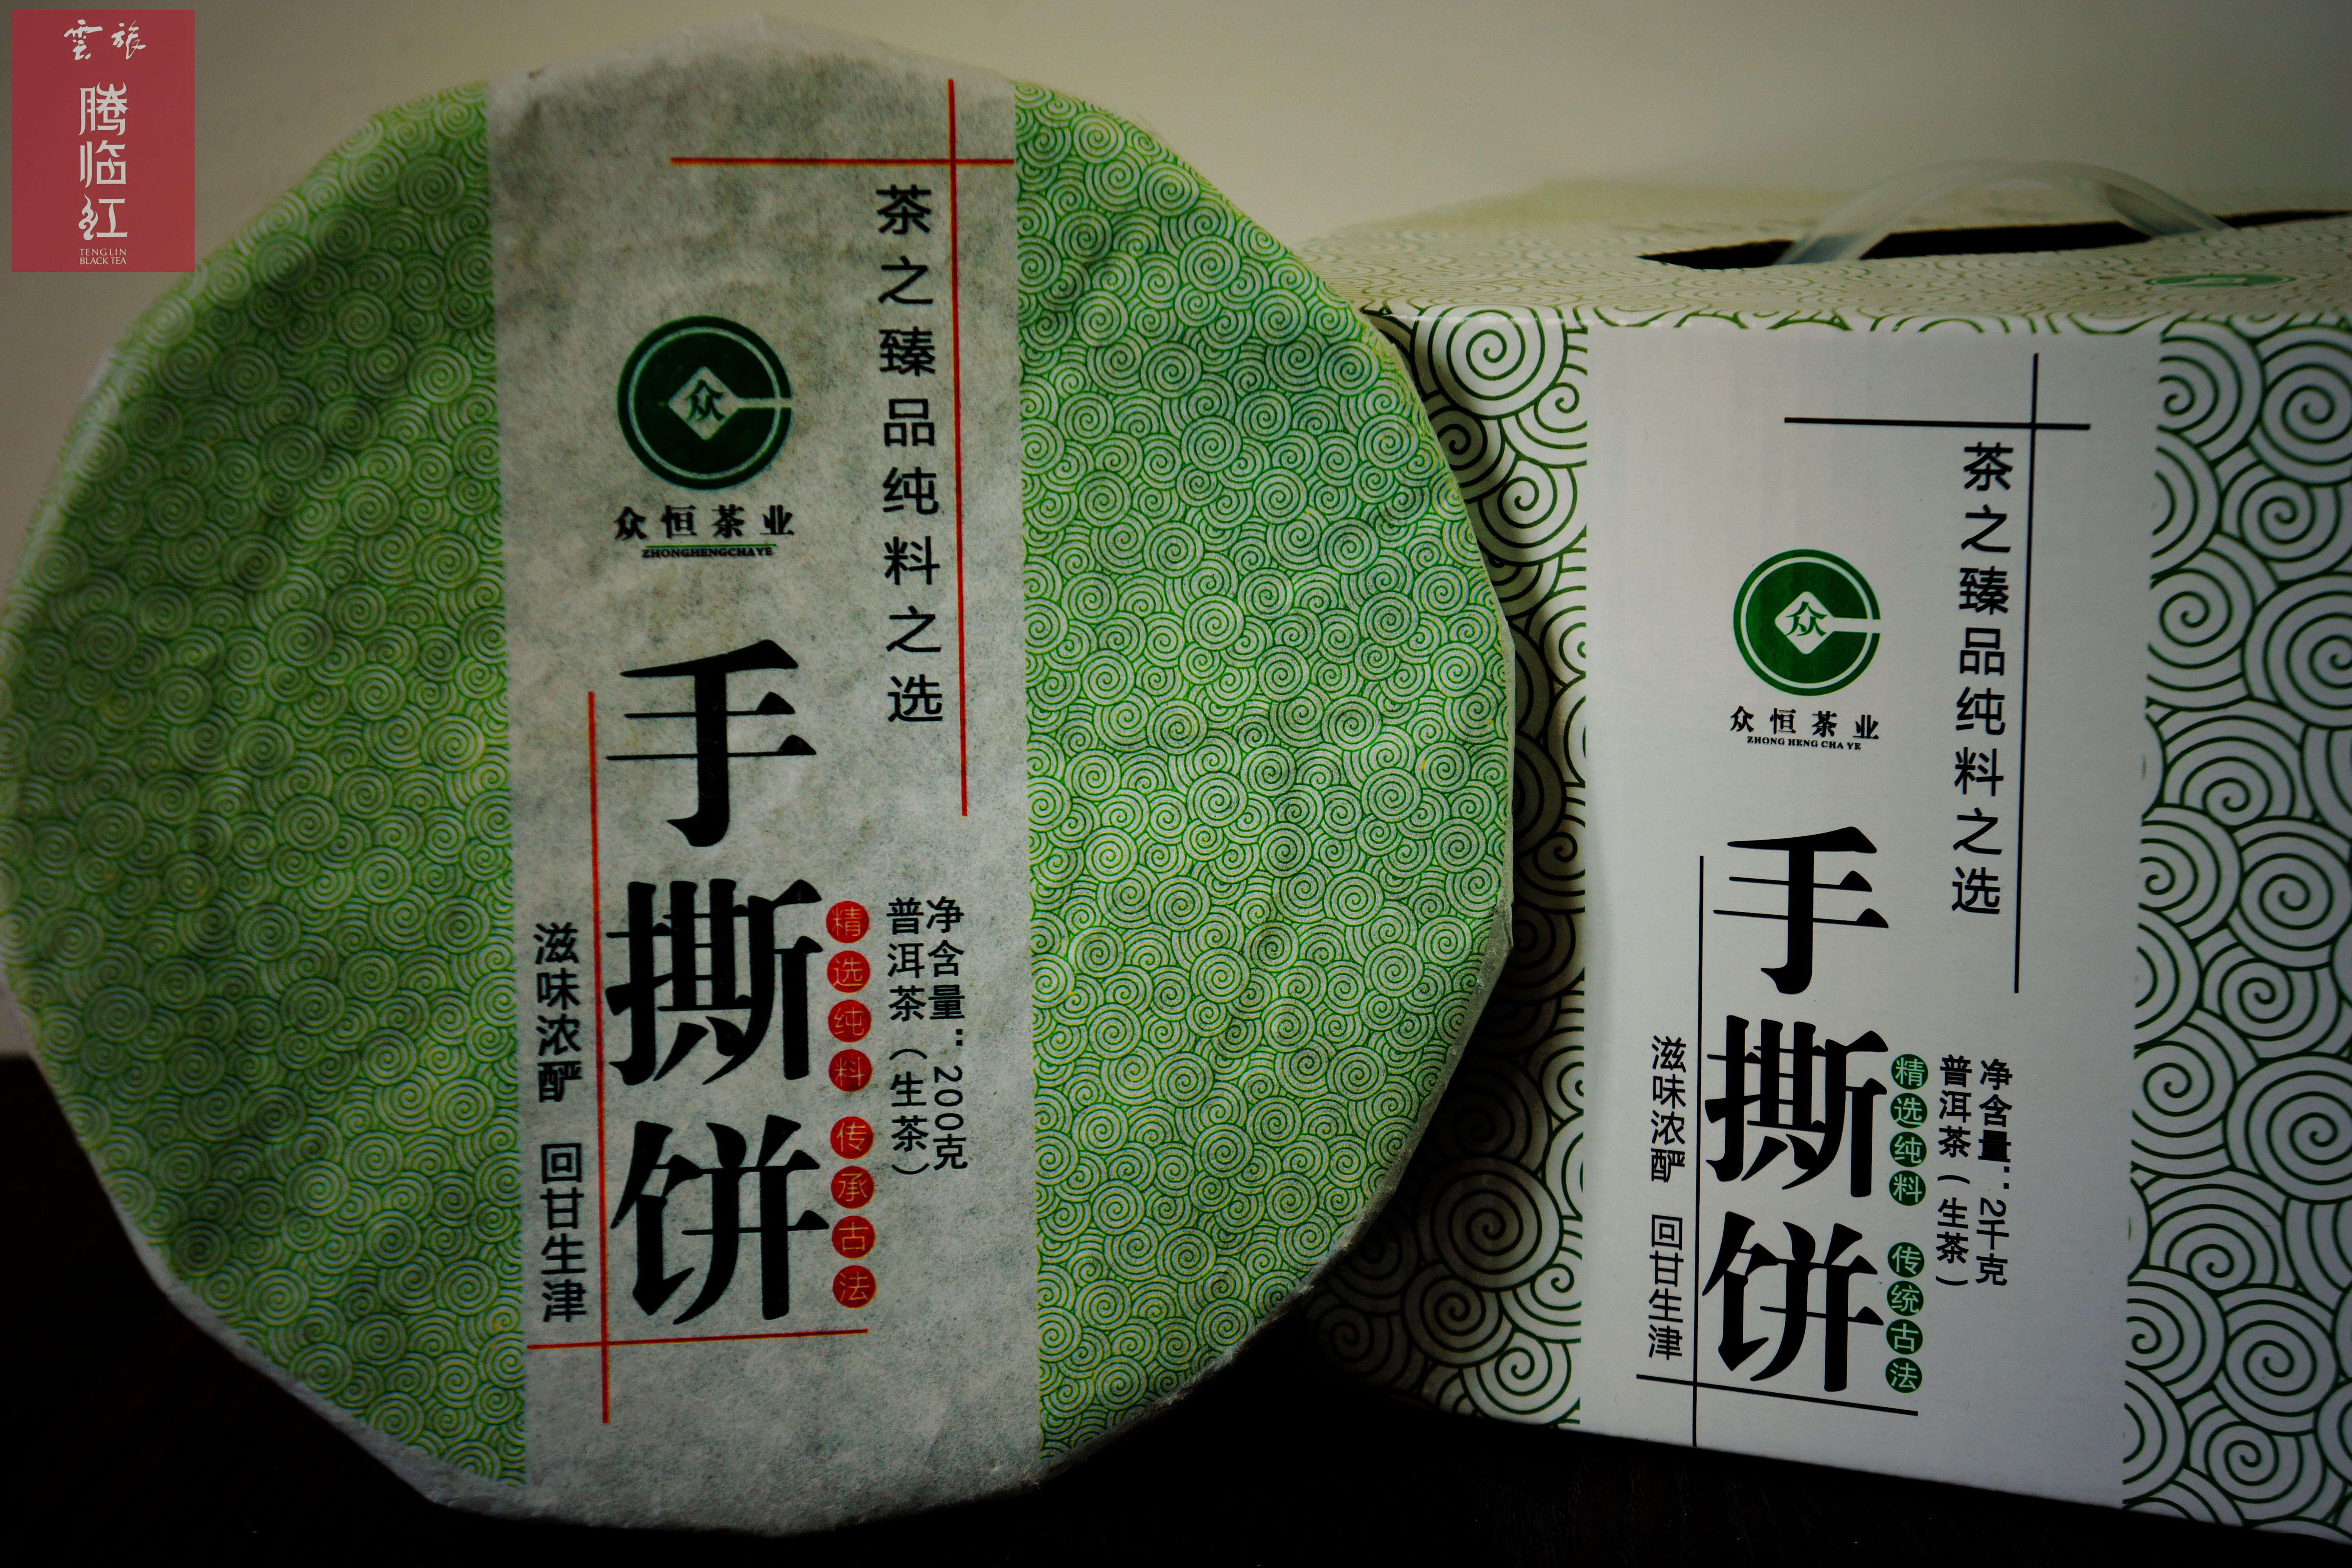 雲旅
腾临红
TENGLIN
BLACK TEA
茶之臻品纯料之选
众
众恒茶业
ZHONGHENGCHAYE
手撕饼
精选纯料 传承古法
净含量：200克
普洱茶（生茶）
滋味浓酽 回甘生津
茶之臻品纯料之选
众
众恒茶业
ZHONG HENG CHA YE
手撕饼
精选纯料 传统古法
净含量：2千克
普洱茶（生茶）
滋味浓酽 回甘生津